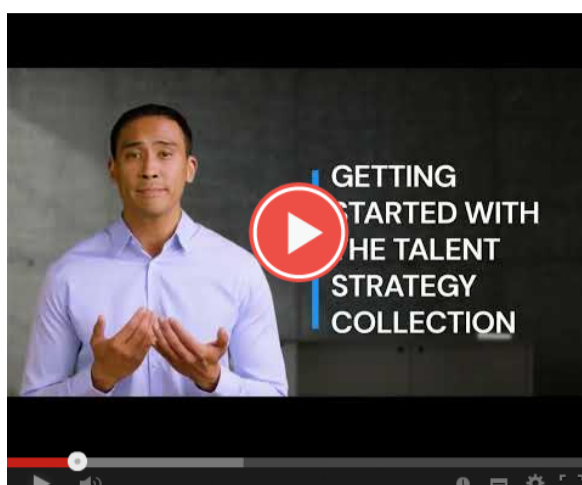 GETTING
STARTED WITH
THE TALENT
STRATEGY
COLLECTION